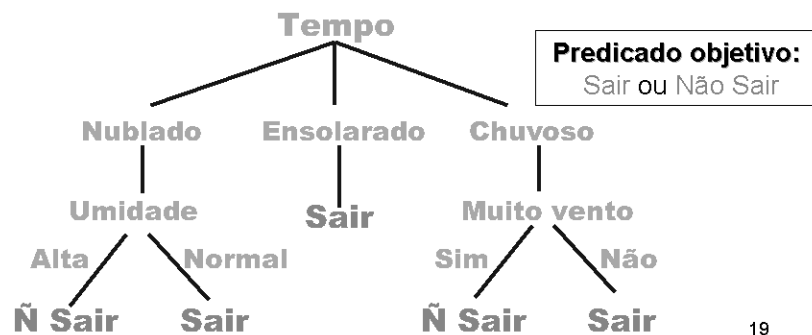 Tempo
Predicado objetivo:
Sair ou Não Sair
Nublado Ensolarado Chuvoso
Umidade Sair Muito vento
Alta Normal Sim Não
Ñ Sair Sair Ñ Sair Sair
19